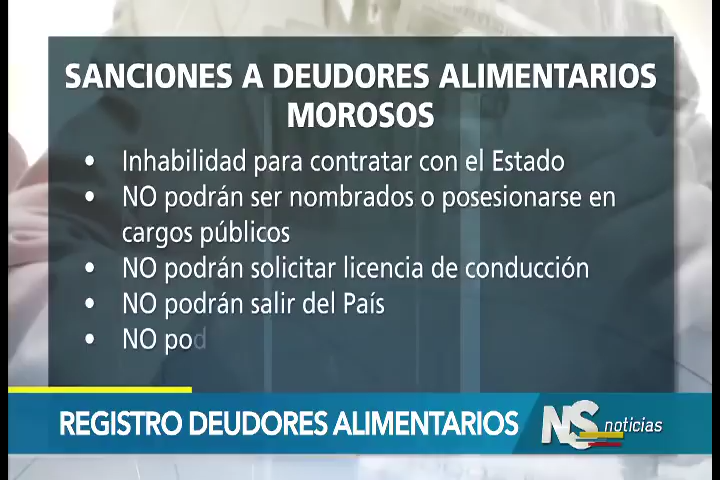 SANCIONES A DEUDORES ALIMENTARIOS
MOROSOS
• Inhabilidad para contratar con el Estado
• NO podrán ser nombrados o posesionarse en
cargos públicos
• NO podrán solicitar licencia de conducción
• NO podrán salir del País
• NO pod
REGISTRO DEUDORES ALIMENTARIOS
NS noticias